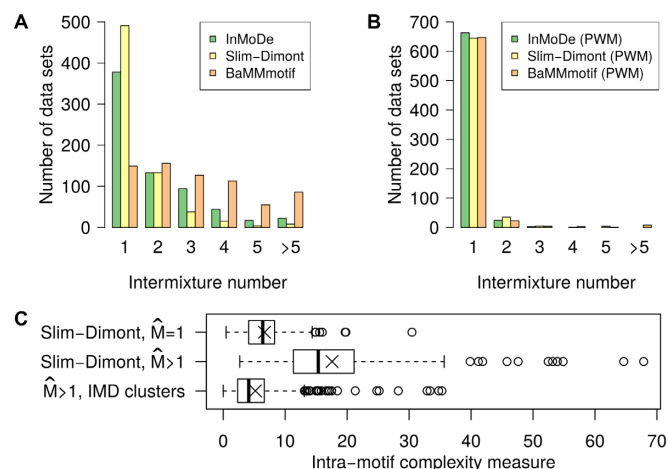 A
Number of data sets
500
400
300
200
100
0
InMoDe
Slim−Dimont
BaMMmotif
1 2 3 4 5 >5
Intermixture number
B
Number of data sets
700
600
500
400
300
200
100
0
InMoDe (PWM)
Slim−Dimont (PWM)
BaMMmotif (PWM)
1 2 3 4 5 >5
Intermixture number
C
Slim−Dimont, M̂=1
Slim−Dimont, M̂>1
M̂>1, IMD clusters
0 10 20 30 40 50 60 70
Intra−motif complexity measure